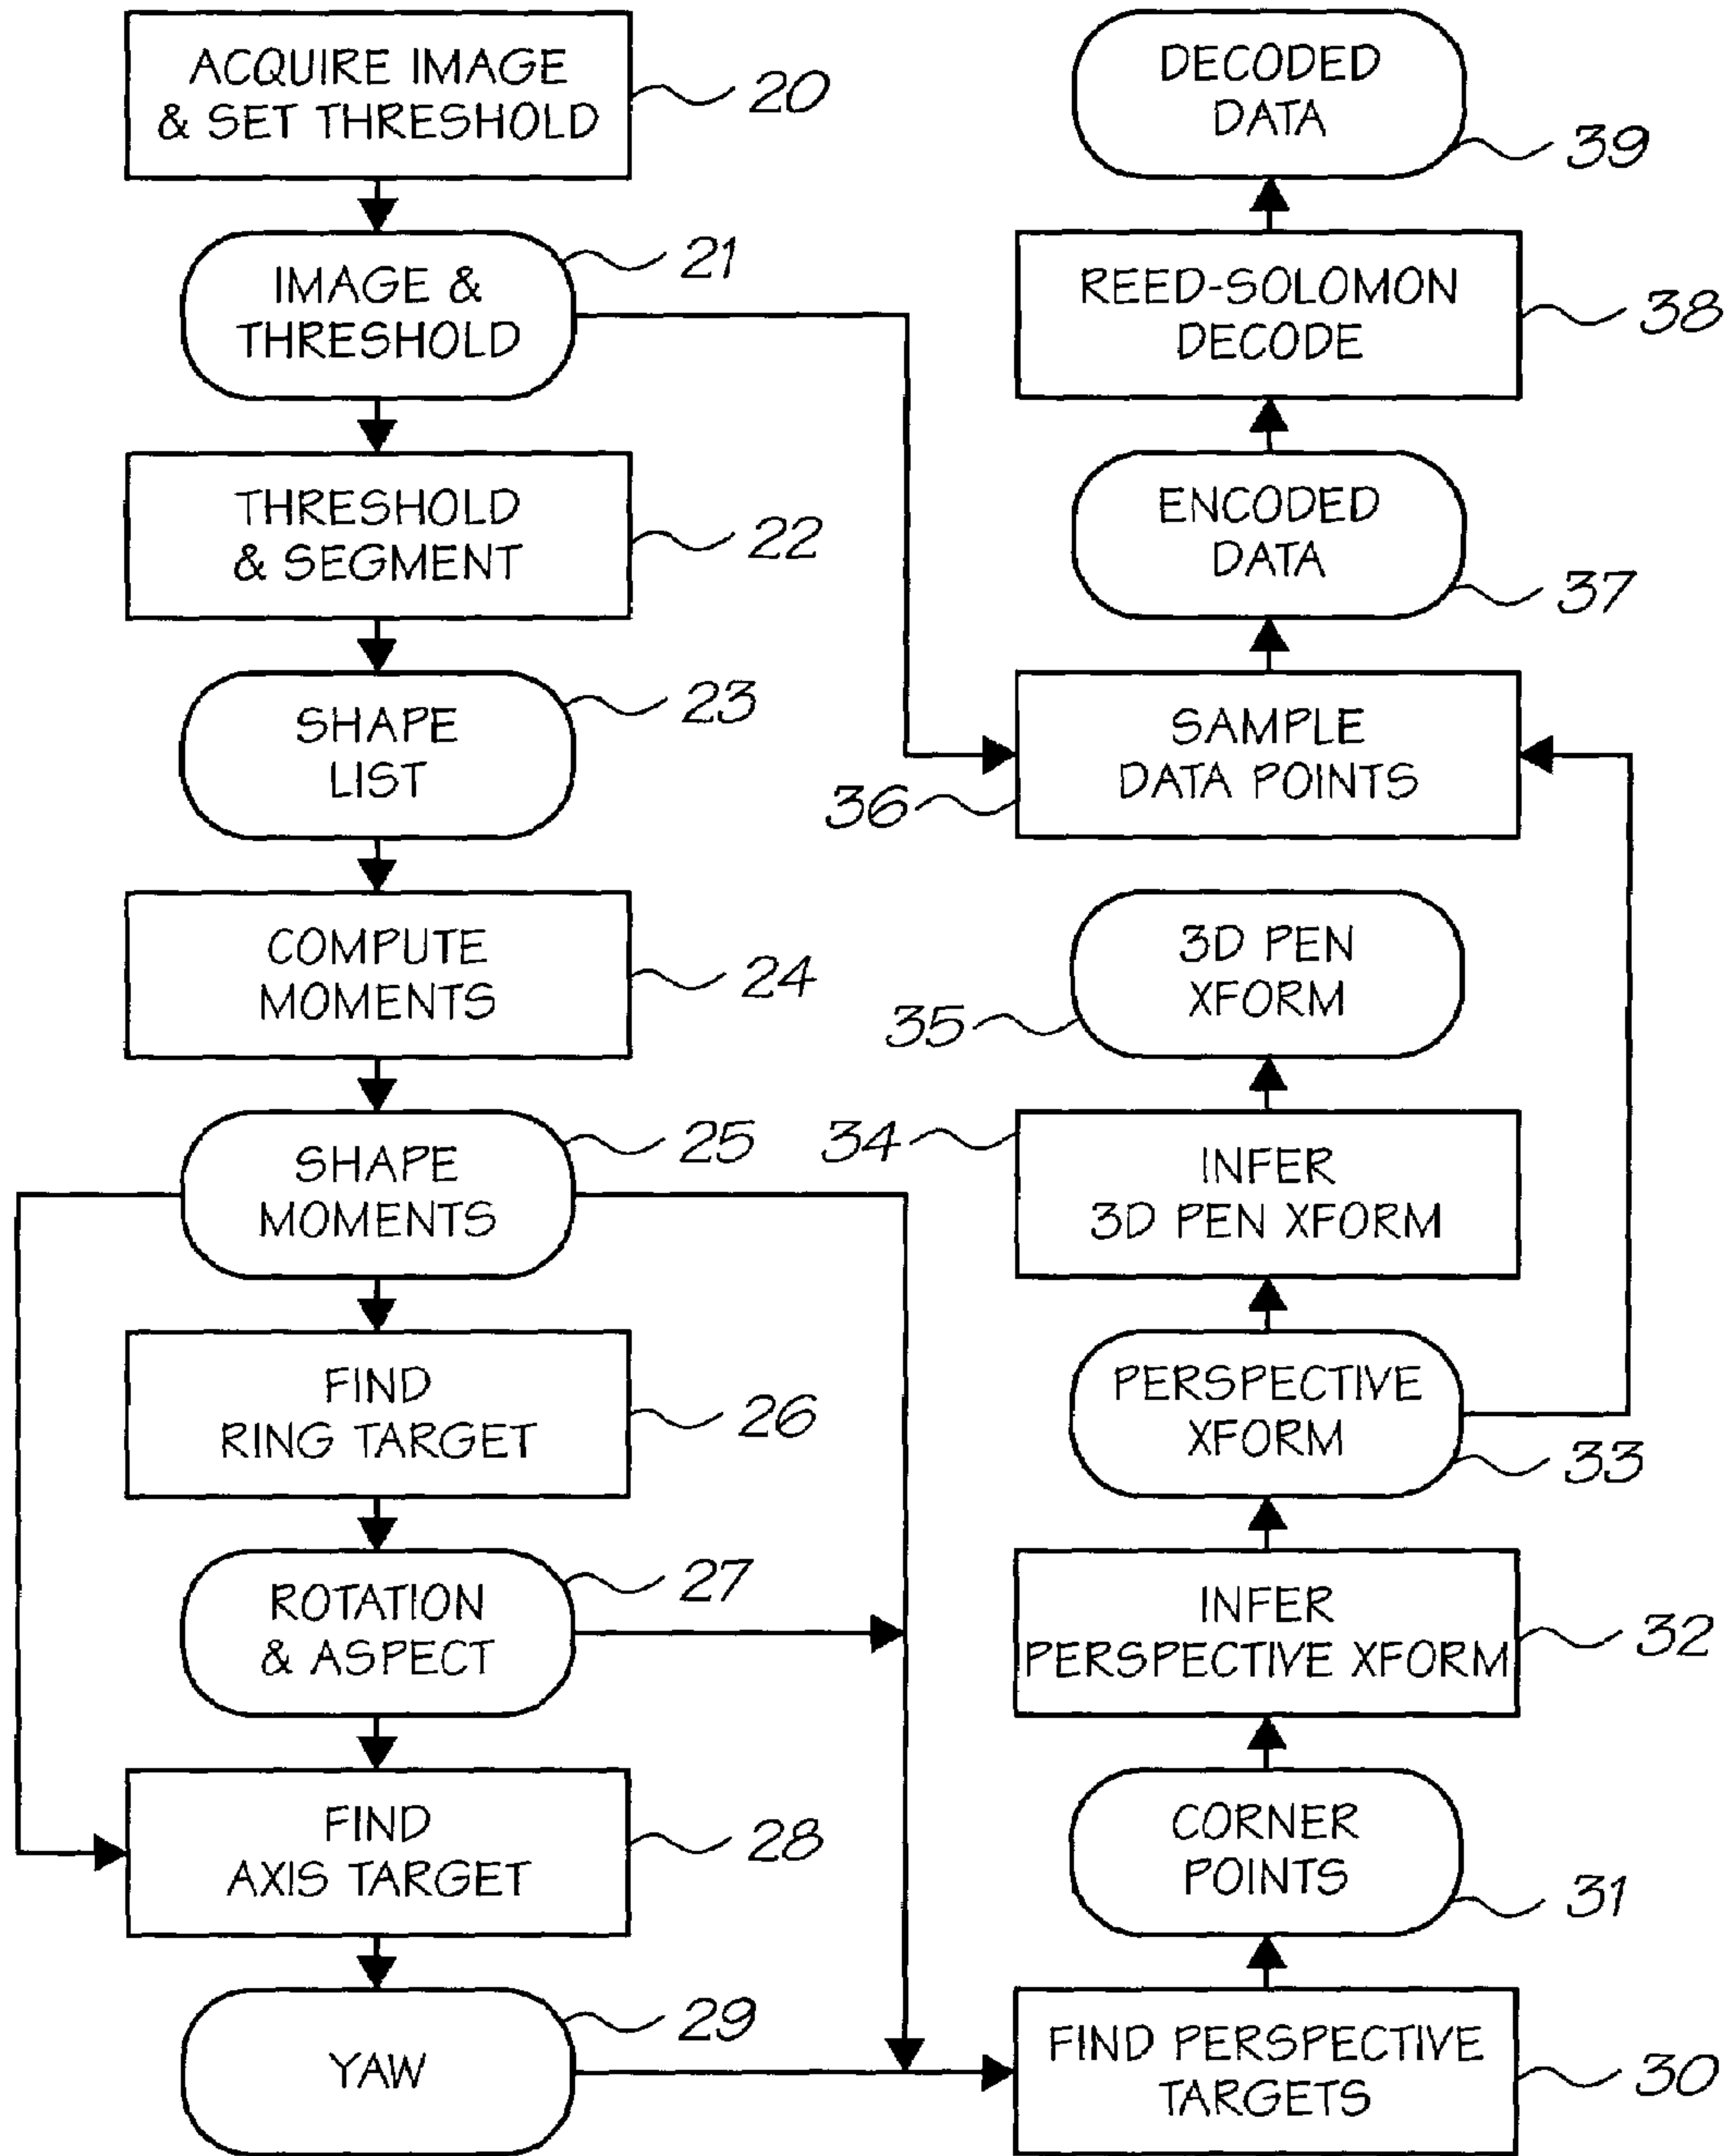 ACQUIRE IMAGE
& SET THRESHOLD
20
IMAGE &
THRESHOLD
21
THRESHOLD
& SEGMENT
22
SHAPE
LIST
23
COMPUTE
MOMENTS
24
SHAPE
MOMENTS
25
FIND
RING TARGET
26
ROTATION
& ASPECT
27
FIND
AXIS TARGET
28
YAW
29
FIND PERSPECTIVE
TARGETS
30
CORNER
POINTS
31
INFER
PERSPECTIVE XFORM
32
PERSPECTIVE
XFORM
33
INFER
3D PEN XFORM
34
3D PEN
XFORM
35
SAMPLE
DATA POINTS
36
ENCODED
DATA
37
REED-SOLOMON
DECODE
38
DECODED
DATA
39